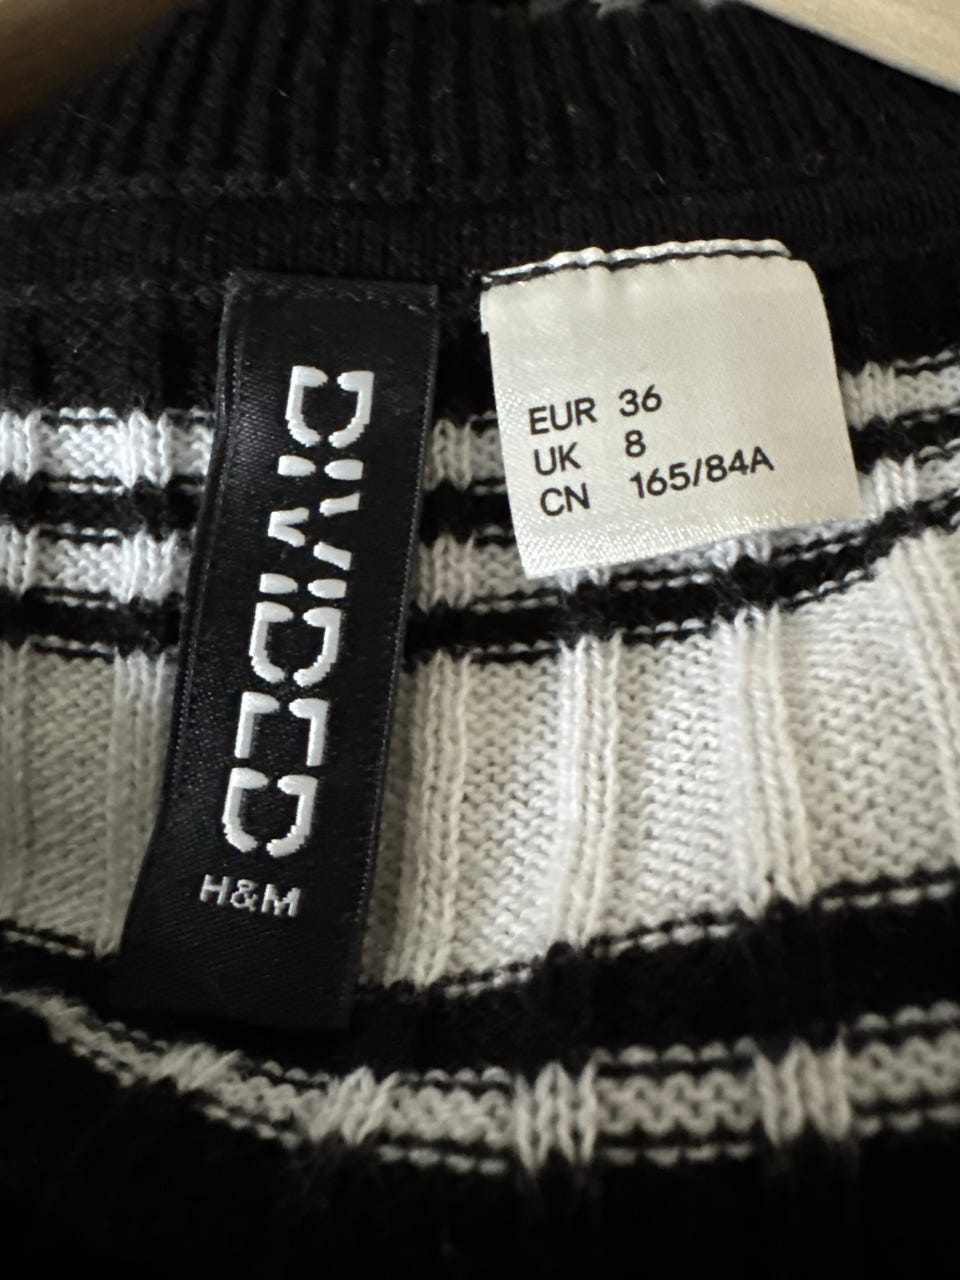 DIVIDED
H&M
EUR 36
UK 8
CN 165/84A